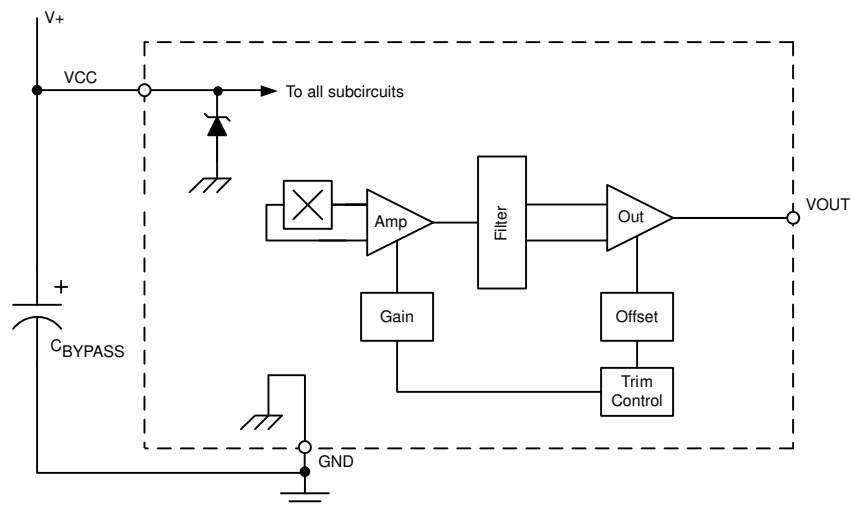 V+
VCC
To all subcircuits
VOUT
Amp
Filter
Out
Gain
Offset
+
CBYPASS
Trim
Control
GND